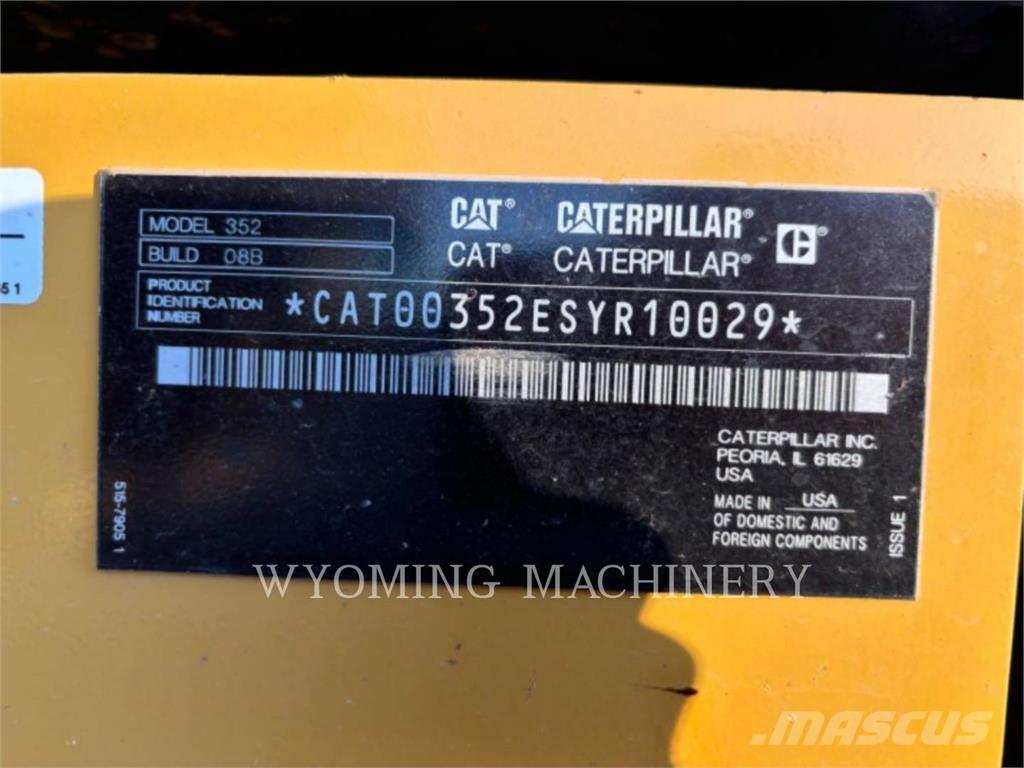 MODEL 352
BUILD 08B
CAT® CATERPILLAR®
CAT® CATERPILLAR®
PRODUCT
IDENTIFICATION
NUMBER
*CAT00352ESYR10029*
CATERPILLAR INC.
PEORIA, IL 61629
USA
MADE IN USA
OF DOMESTIC AND
FOREIGN COMPONENTS
ISSUE 1
515-7905 1
51
WYOMING MACHINERY
MASCUS